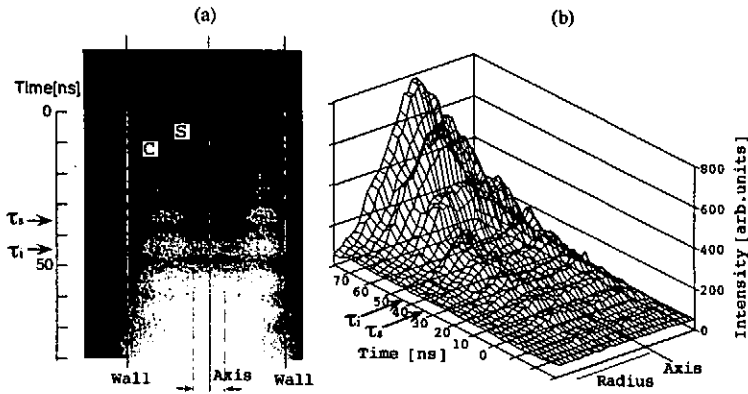 (a)
Time[ns]
0
S
C
τs
τi
50
Wall
Axis
Wall
(b)
800
600
400
200
0
Intensity [arb.units]
70
60
50
40
30
20
10
0
τi
τs
Time [ns]
Axis
Radius